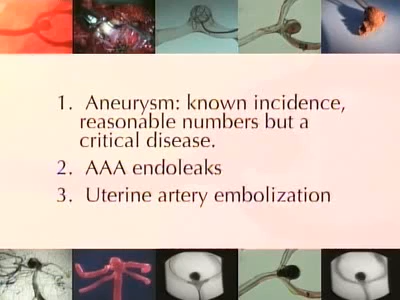 1. Aneurysm: known incidence,
reasonable numbers but a
critical disease.
2. AAA endoleaks
3. Uterine artery embolization